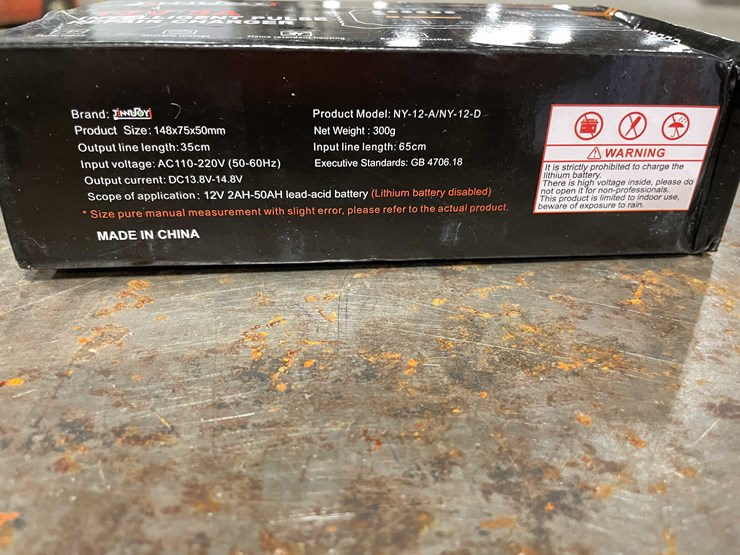 PULSE
Brand: JINNUOYI
Product Size: 148x75x50mm
Output line length: 35cm
Input voltage: AC110-220V (50-60Hz)
Output current: DC13.8V-14.8V
Scope of application: 12V 2AH-50AH lead-acid battery (Lithium battery disabled)
* Size pure manual measurement with slight error, please refer to the actual product.
MADE IN CHINA
Product Model: NY-12-A/NY-12-D
Net Weight: 300g
Input line length: 65cm
Executive Standards: GB 4706.18
WARNING
It is strictly prohibited to charge the
lithium battery.
There is high voltage inside, please do
not open it for non-professionals.
This product is limited to indoor use,
beware of exposure to rain.